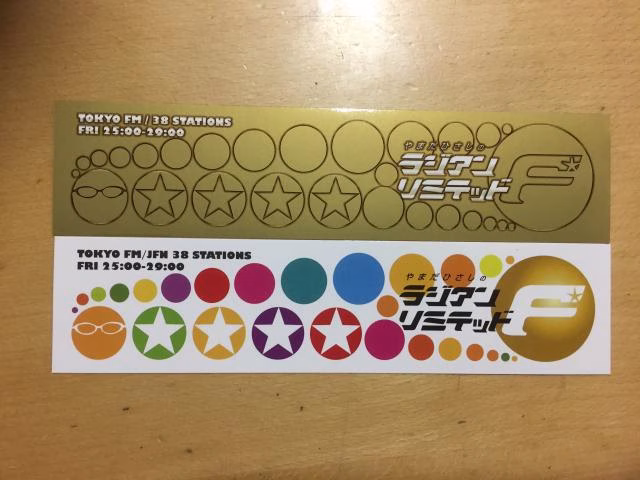 TOKYO FM / 38 STATIONS
FRI 25:00-29:00
やまだひさしの
ラジアン
リミテッド
F
TOKYO FM/JFN 38 STATIONS
FRI 25:00-29:00
やまだひさしの
ラジアン
リミテッド
F